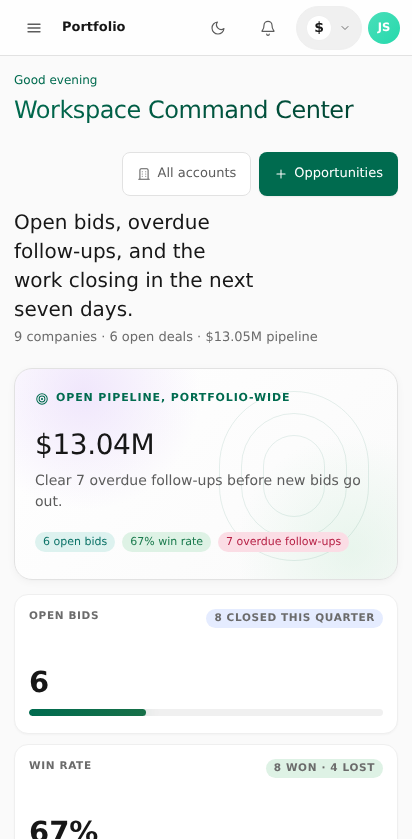 Portfolio
$
JS
Good evening
Workspace Command Center
All accounts
Opportunities
Open bids, overdue
follow-ups, and the
work closing in the next
seven days.
9 companies · 6 open deals · $13.05M pipeline
OPEN PIPELINE, PORTFOLIO-WIDE
$13.04M
Clear 7 overdue follow-ups before new bids go
out.
6 open bids
67% win rate
7 overdue follow-ups
OPEN BIDS
8 CLOSED THIS QUARTER
6
WIN RATE
8 WON · 4 LOST
67%